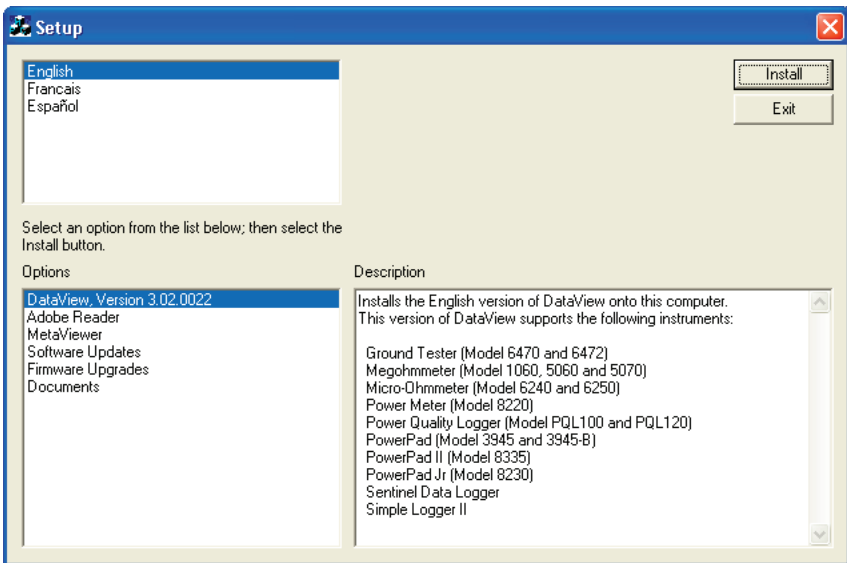 Setup
English
Francais
Español
Install
Exit
Select an option from the list below; then select the
Install button.
Options
DataView, Version 3.02.0022
Adobe Reader
MetaViewer
Software Updates
Firmware Upgrades
Documents
Description
Installs the English version of DataView onto this computer.
This version of DataView supports the following instruments:
Ground Tester (Model 6470 and 6472)
Megohmmeter (Model 1060, 5060 and 5070)
Micro-Ohmmeter (Model 6240 and 6250)
Power Meter (Model 8220)
Power Quality Logger (Model PQL100 and PQL120)
PowerPad (Model 3945 and 3945-B)
PowerPad II (Model 8335)
PowerPad Jr (Model 8230)
Sentinel Data Logger
Simple Logger II